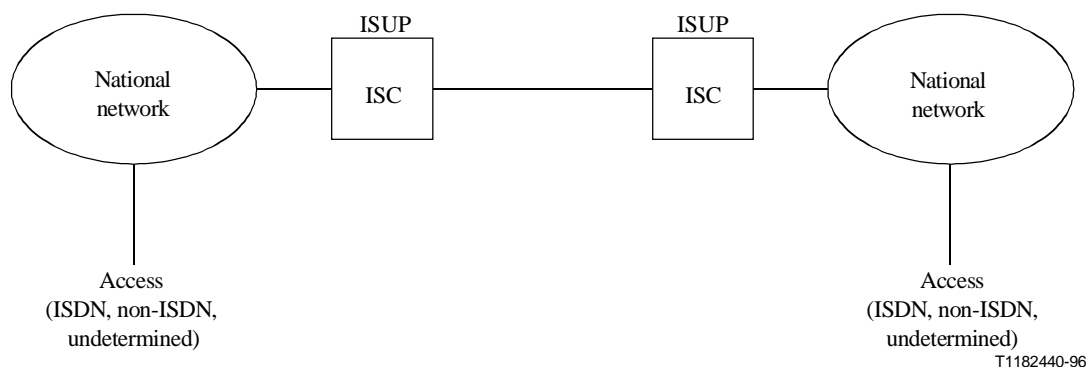 ISUP
ISUP
National
network
ISC
ISC
National
network
Access
(ISDN, non-ISDN,
undetermined)
Access
(ISDN, non-ISDN,
undetermined)
T1182440-96